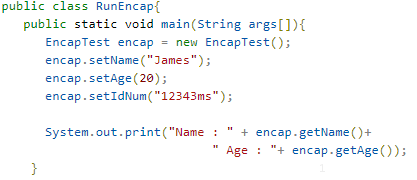 public class RunEncap{
public static void main(String args[]){
EncapTest encap = new EncapTest();
encap.setName("James");
encap.setAge(20);
encap.setIdNum("12343ms");
System.out.print("Name : " + encap.getName()+
" Age : "+ encap.getAge());
}